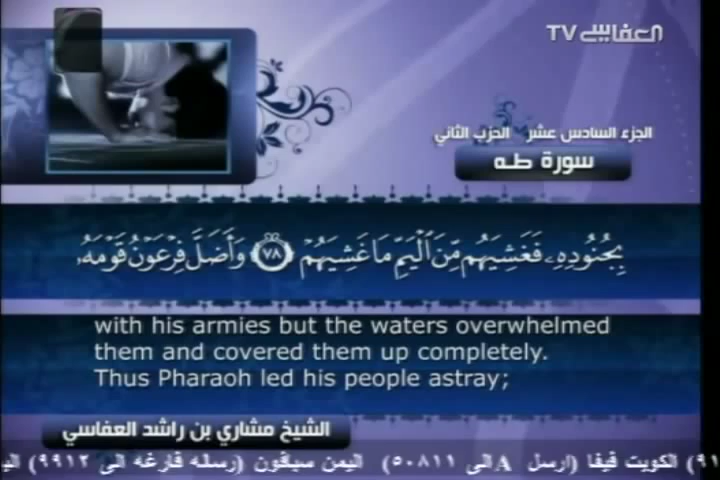 العفاسي TV
الجزء السادس عشر الحزب الثاني
سورة طه
بِجُنُودِهِۦ فَغَشِيَهُم مِّنَ ٱلْيَمِّ مَا غَشِيَهُمْ ٧٨ وَأَضَلَّ فِرْعَوْنُ قَوْمَهُۥ
with his armies but the waters overwhelmed
them and covered them up completely.
Thus Pharaoh led his people astray;
الشيخ مشاري بن راشد العفاسي
٩١) الكويت فيفا (ارسل A الى ٥٠٨١١) اليمن سبافون (رسله فارغه الى ٩٩١٢)